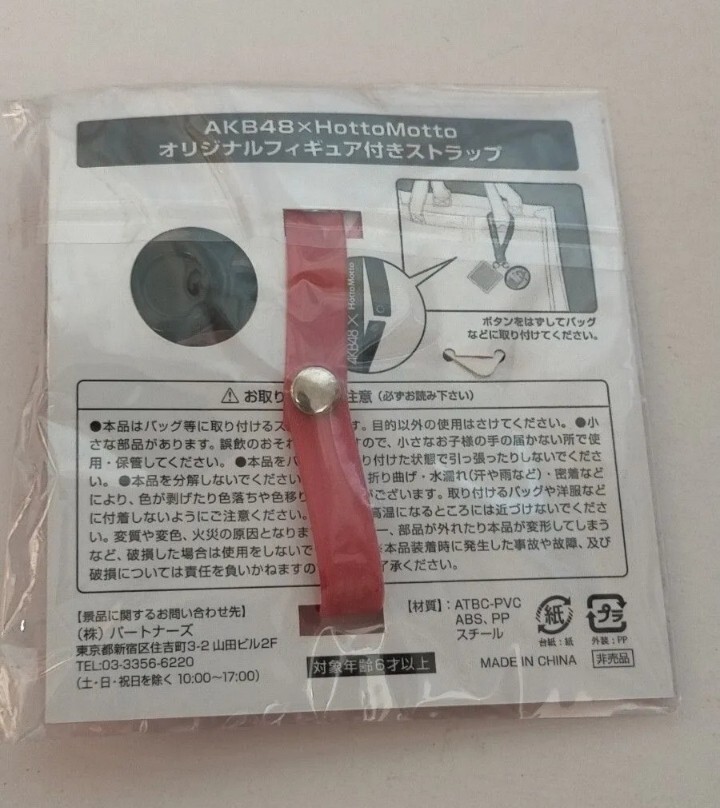 AKB48×HottoMotto
オリジナルフィギュア付きストラップ
AKB48 × HottoMotto
ボタンをはずしてバッグ
などに取り付けてください。
お取り 注意 (必ずお読み下さい)
●本品はバッグ等に取り付けるス す。目的以外の使用はさけてください。●小
さな部品があります。誤飲のおそれ すので、小さなお子様の手の届かない所で使
用・保管してください。●本品をバ り付けた状態で引っ張ったりしないでくださ
い。●本品を分解しないでください 折り曲げ・水濡れ(汗や雨など)・密着など
により、色が剥げたり色落ちや色移り がございます。取り付けるバッグや洋服など
に付着しないようにご注意ください。 高温になるところには近づけないでくださ
い。変質や変色、火災の原因となりま 一、部品が外れたり本品が変形してしまう
など、破損した場合は使用をしないで ※本品装着時に発生した事故や故障、及び
破損については責任を負いかねますの 了承ください。
【景品に関するお問い合わせ先】
(株) パートナーズ
東京都新宿区住吉町3-2 山田ビル2F
TEL:03-3356-6220
(土・日・祝日を除く 10:00〜17:00)
対象年齢6才以上
【材質】: ATBC-PVC
ABS, PP
スチール
MADE IN CHINA
紙
台紙:紙
プラ
外装:PP
非売品